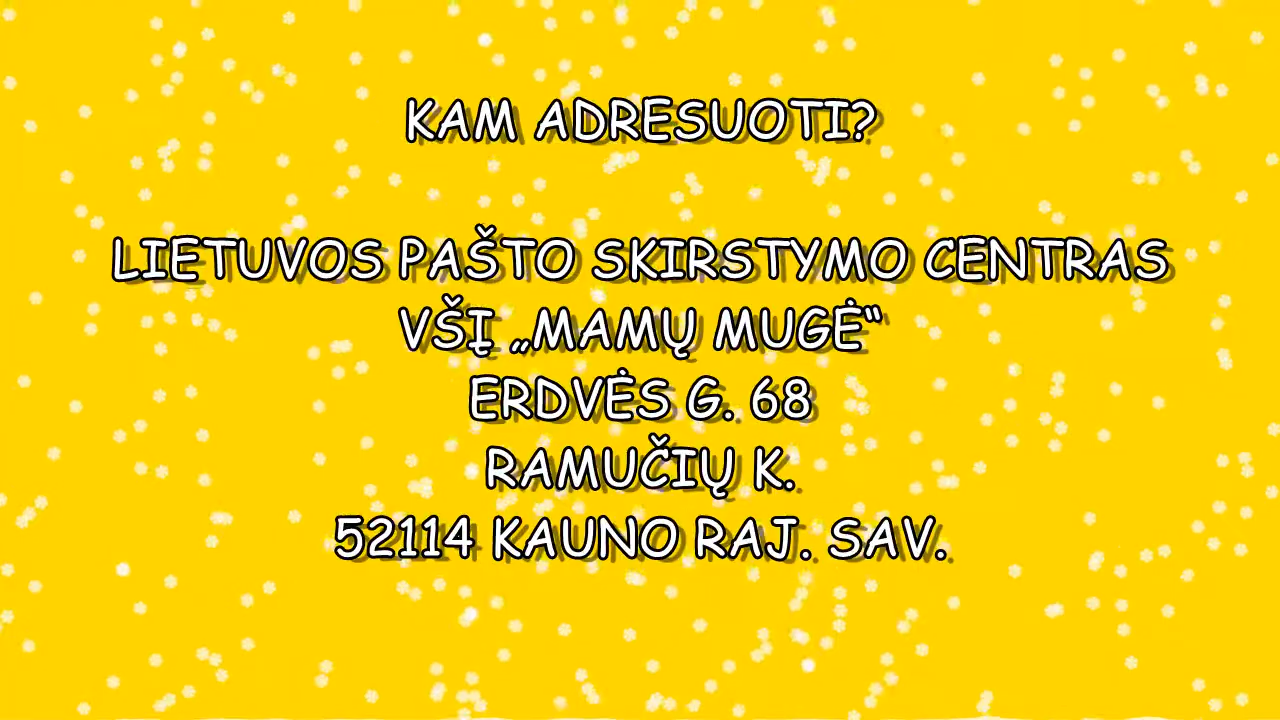 KAM ADRESUOTI?
LIETUVOS PAŠTO SKIRSTYMO CENTRAS
VŠĮ „MAMŲ MUGĖ“
ERDVĖS G. 68
RAMUČIŲ K.
52114 KAUNO RAJ. SAV.